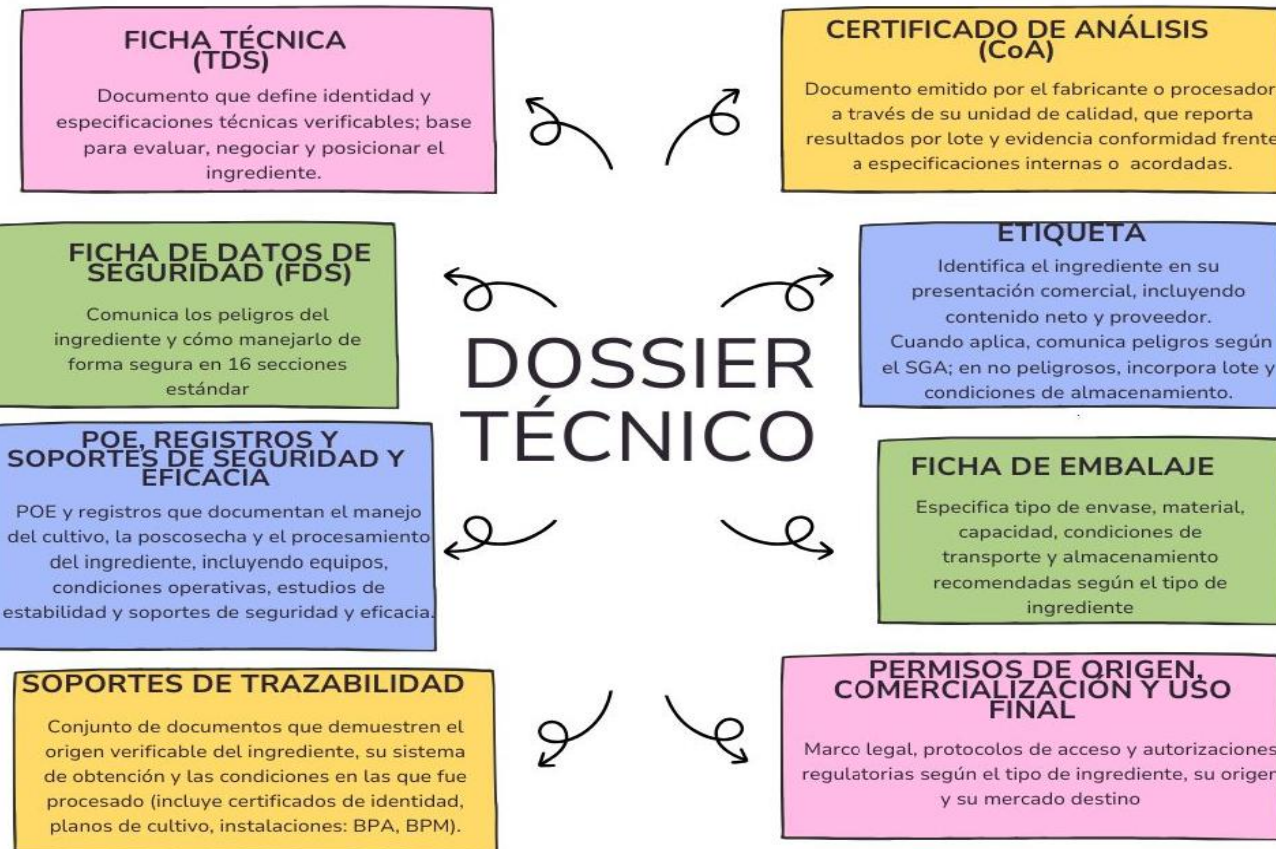 FICHA TÉCNICA
(TDS)
Documento que define identidad y
especificaciones técnicas verificables; base
para evaluar, negociar y posicionar el
ingrediente.
CERTIFICADO DE ANÁLISIS
(CoA)
Documento emitido por el fabricante o procesador
a través de su unidad de calidad, que reporta
resultados por lote y evidencia conformidad frente
a especificaciones internas o acordadas.
FICHA DE DATOS DE
SEGURIDAD (FDS)
Comunica los peligros del
ingrediente y cómo manejarlo de
forma segura en 16 secciones
estándar
ETIQUETA
Identifica el ingrediente en su
presentación comercial, incluyendo
contenido neto y proveedor.
Cuando aplica, comunica peligros según
el SGA; en no peligrosos, incorpora lote y
condiciones de almacenamiento.
DOSSIER
TÉCNICO
POE, REGISTROS Y
SOPORTES DE SEGURIDAD Y
EFICACIA
POE y registros que documentan el manejo
del cultivo, la poscosecha y el procesamiento
del ingrediente, incluyendo equipos,
condiciones operativas, estudios de
estabilidad y soportes de seguridad y eficacia.
FICHA DE EMBALAJE
Especifica tipo de envase, material,
capacidad, condiciones de
transporte y almacenamiento
recomendadas según el tipo de
ingrediente
SOPORTES DE TRAZABILIDAD
Conjunto de documentos que demuestren el
origen verificable del ingrediente, su sistema
de obtención y las condiciones en las que fue
procesado (incluye certificados de identidad,
planos de cultivo, instalaciones: BPA, BPM).
PERMISOS DE ORIGEN,
COMERCIALIZACIÓN Y USO
FINAL
Marco legal, protocolos de acceso y autorizaciones
regulatorias según el tipo de ingrediente, su origen
y su mercado destino